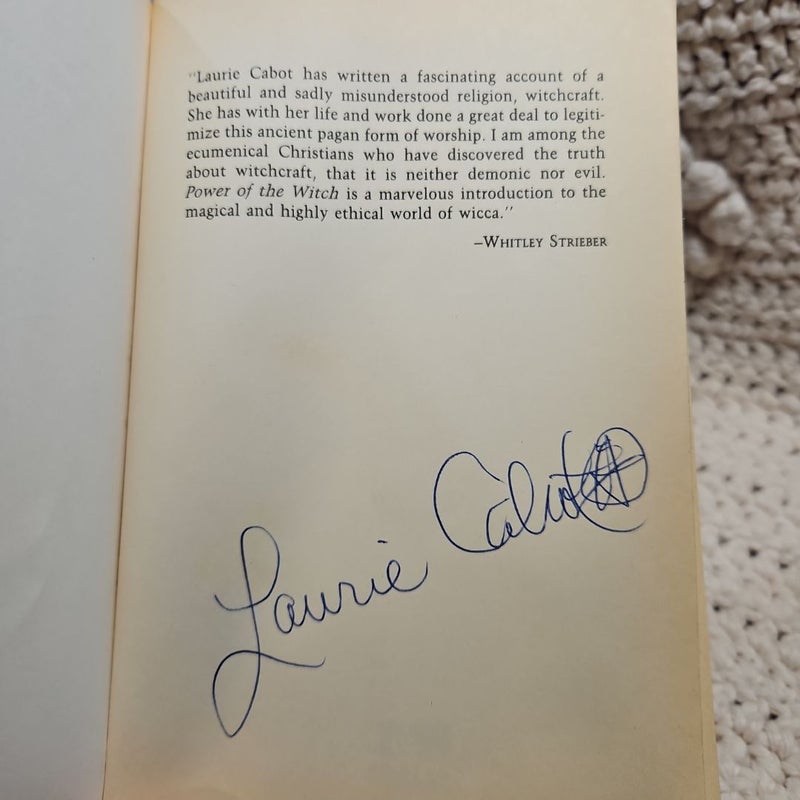 "Laurie Cabot has written a fascinating account of a
beautiful and sadly misunderstood religion, witchcraft.
She has with her life and work done a great deal to legiti-
mize this ancient pagan form of worship. I am among the
ecumenical Christians who have discovered the truth
about witchcraft, that it is neither demonic nor evil.
Power of the Witch is a marvelous introduction to the
magical and highly ethical world of wicca."
–WHITLEY STRIEBER
Laurie Cabot